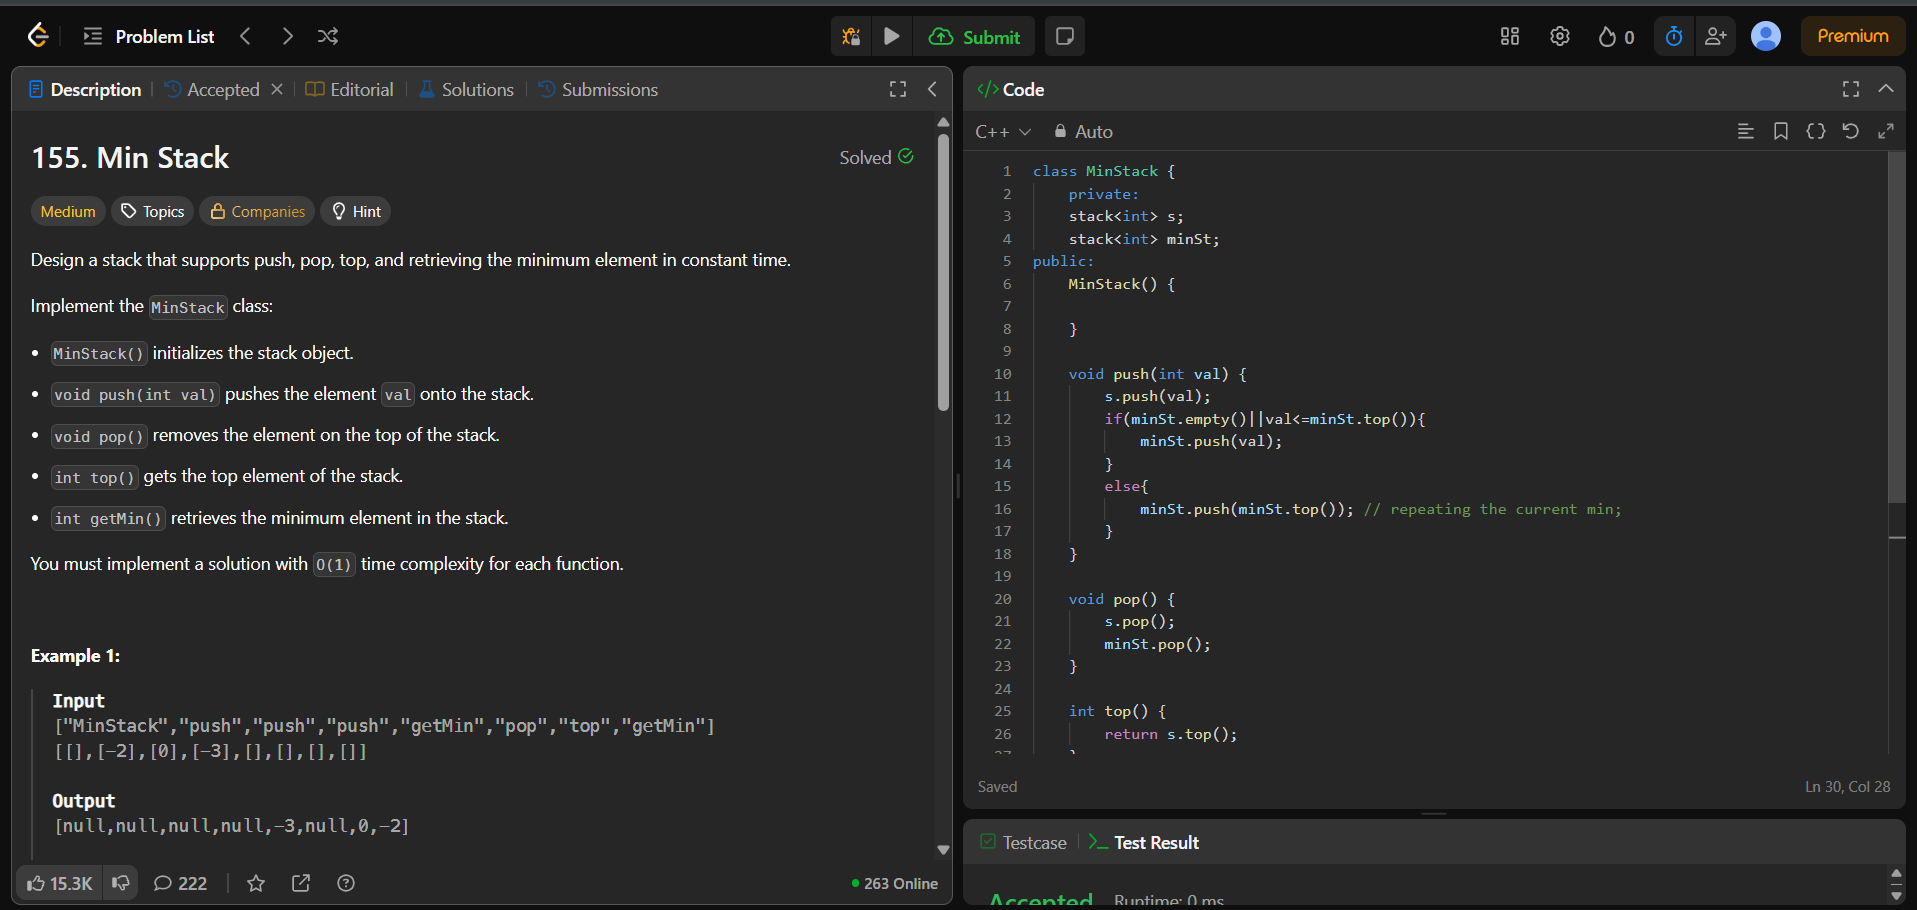 Problem List
Submit
0
Premium
Description
Accepted
Editorial
Solutions
Submissions
155. Min Stack
Solved
Medium
Topics
Companies
Hint
Design a stack that supports push, pop, top, and retrieving the minimum element in constant time.
Implement the MinStack class:
• MinStack() initializes the stack object.
• void push(int val) pushes the element val onto the stack.
• void pop() removes the element on the top of the stack.
• int top() gets the top element of the stack.
• int getMin() retrieves the minimum element in the stack.
You must implement a solution with O(1) time complexity for each function.
Example 1:
Input
["MinStack","push","push","push","getMin","pop","top","getMin"]
[[],[-2],[0],[-3],[],[],[],[]]
Output
[null,null,null,null,-3,null,0,-2]
15.3K
222
263 Online
</> Code
C++
Auto
1 class MinStack {
2 private:
3 stack<int> s;
4 stack<int> minSt;
5 public:
6 MinStack() {
7
8 }
9
10 void push(int val) {
11 s.push(val);
12 if(minSt.empty()||val<=minSt.top()){
13 minSt.push(val);
14 }
15 else{
16 minSt.push(minSt.top()); // repeating the current min;
17 }
18 }
19
20 void pop() {
21 s.pop();
22 minSt.pop();
23 }
24
25 int top() {
26 return s.top();
27 }
Saved
Ln 30, Col 28
Testcase
Test Result
Accepted
Runtime: 0 ms